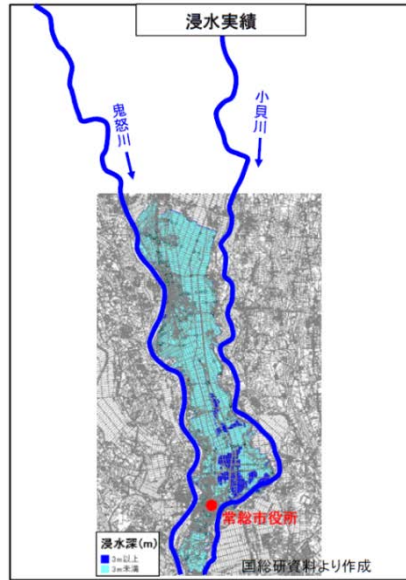 浸水実績
鬼怒川
小貝川
常総市役所
浸水深(m)
3m以上
3m未満
国総研資料より作成